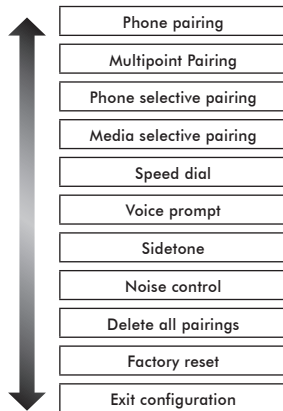 Phone pairing
Multipoint Pairing
Phone selective pairing
Media selective pairing
Speed dial
Voice prompt
Sidetone
Noise control
Delete all pairings
Factory reset
Exit configuration